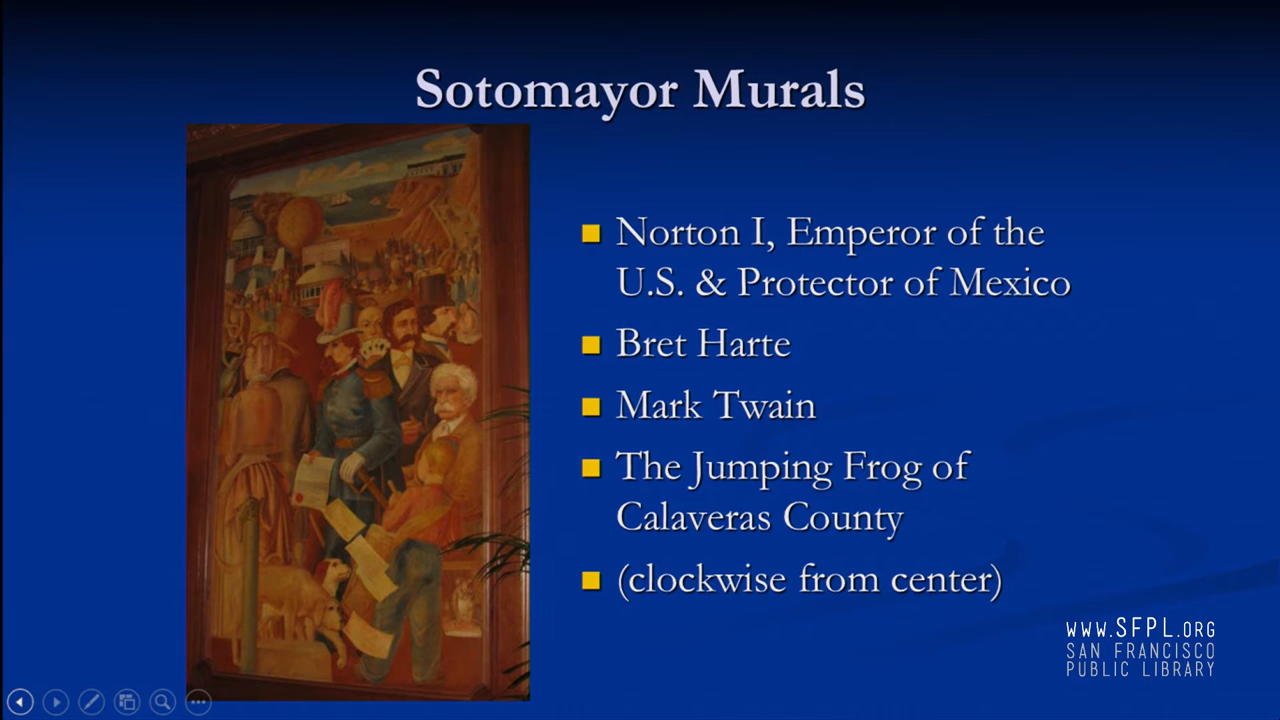 Sotomayor Murals
Norton I, Emperor of the
U.S. & Protector of Mexico
Bret Harte
Mark Twain
The Jumping Frog of
Calaveras County
(clockwise from center)
www.SFPL.org
San Francisco
Public Library